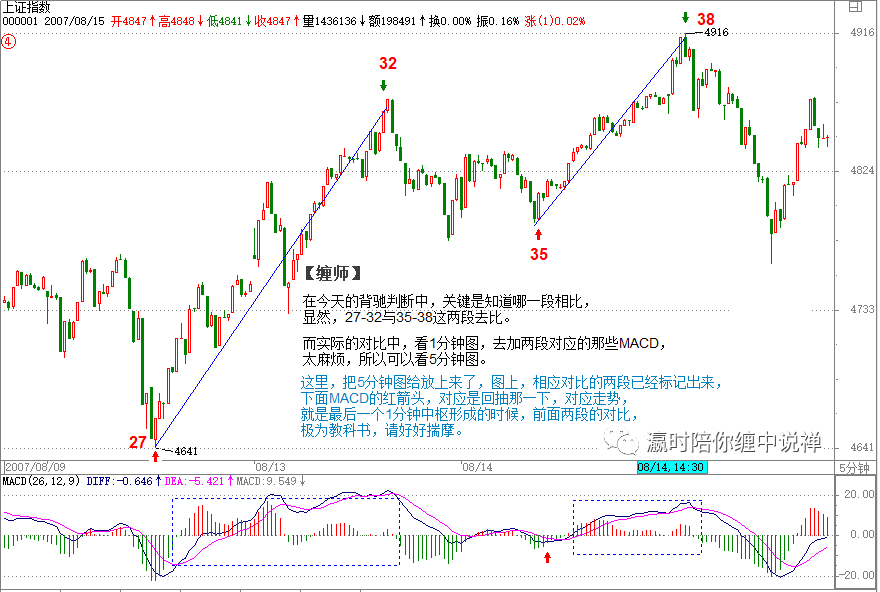 上证指数
000001 2007/08/15 开4847↑高4848↓低4841↓收4847↑量1436136↓额198491↑换0.00% 振0.16% 涨(1)0.02%
④
38
4916
4916
32
4824
35
【缠师】
在今天的背驰判断中，关键是知道哪一段相比，
显然，27-32与35-38这两段去比。
4733
而实际的对比中，看1分钟图，去加两段对应的那些MACD，
太麻烦，所以可以看5分钟图。
这里，把5分钟图给放上来了，图上，相应对比的两段已经标记出来，
下面MACD的红箭头，对应是回抽那一下，对应走势，
就是最后一个1分钟中枢形成的时候，前面两段的对比，
极为教科书，请好好揣摩。
27
4641
赢时陪你缠中说禅
4641
2007/08/09 08/13 08/14 08/14,14:30 5分钟
MACD(26,12,9) DIFF:-0.646↑ DEA:-5.421↑ MACD:9.549↓
20.00
0.00
-20.00